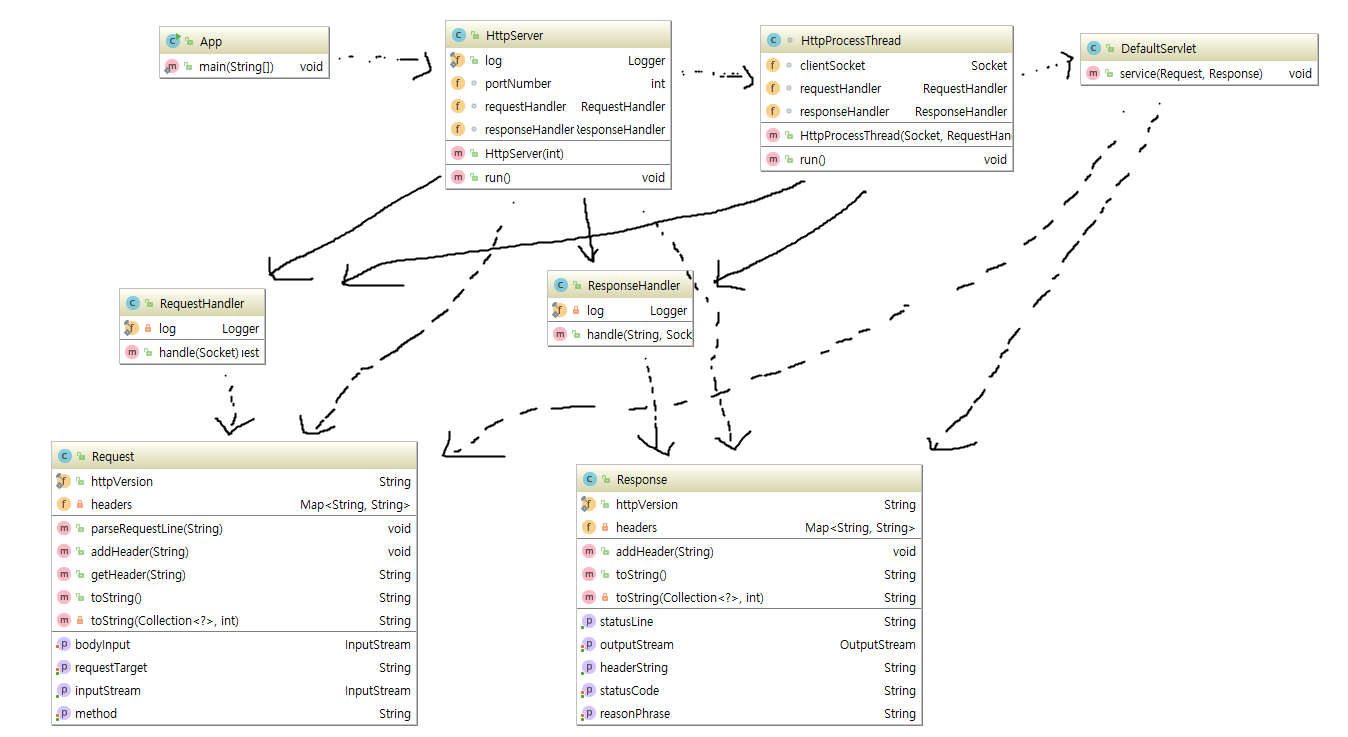 App
main(String[]) void
HttpServer
log Logger
portNumber int
requestHandler RequestHandler
responseHandler ResponseHandler
HttpServer(int)
run() void
HttpProcessThread
clientSocket Socket
requestHandler RequestHandler
responseHandler ResponseHandler
HttpProcessThread(Socket, RequestHan
run() void
DefaultServlet
service(Request, Response) void
RequestHandler
log Logger
handle(Socket) uest
ResponseHandler
log Logger
handle(String, Sock
Request
httpVersion String
headers Map<String, String>
parseRequestLine(String) void
addHeader(String) void
getHeader(String) String
toString() String
toString(Collection<?>, int) String
bodyInput InputStream
requestTarget String
inputStream InputStream
method String
Response
httpVersion String
headers Map<String, String>
addHeader(String) void
toString() String
toString(Collection<?>, int) String
statusLine String
outputStream OutputStream
headerString String
statusCode String
reasonPhrase String